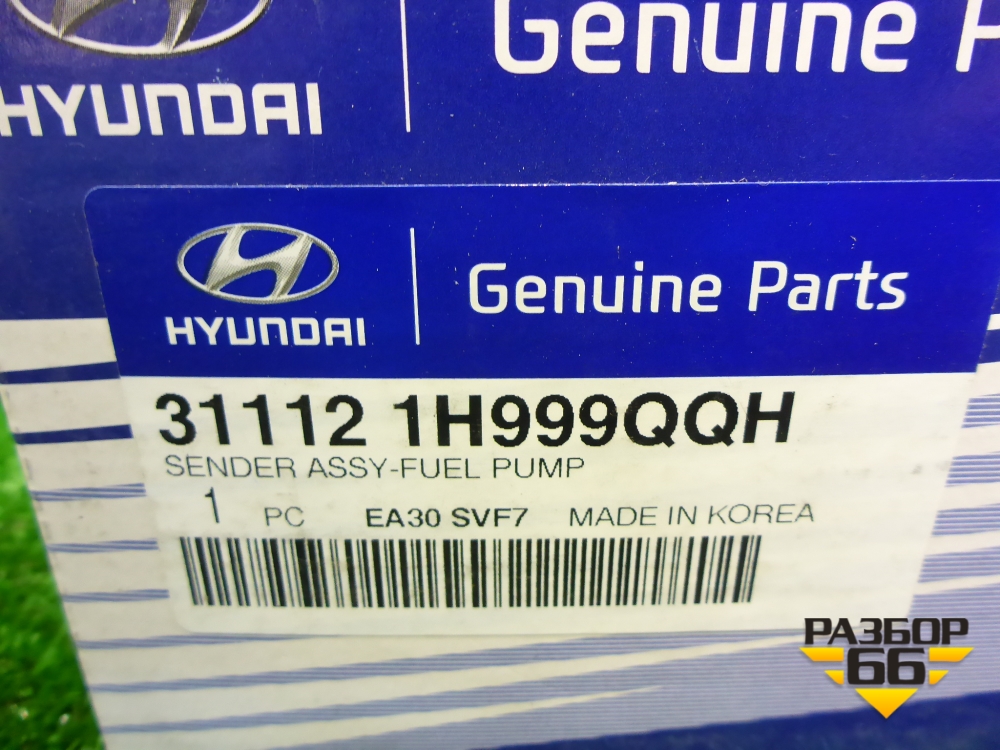 HYUNDAI
Genuine P
HYUNDAI
Genuine Parts
31112 1H999QQH
SENDER ASSY-FUEL PUMP
1 PC EA30 SVF7 MADE IN KOREA
РАЗБОР
66